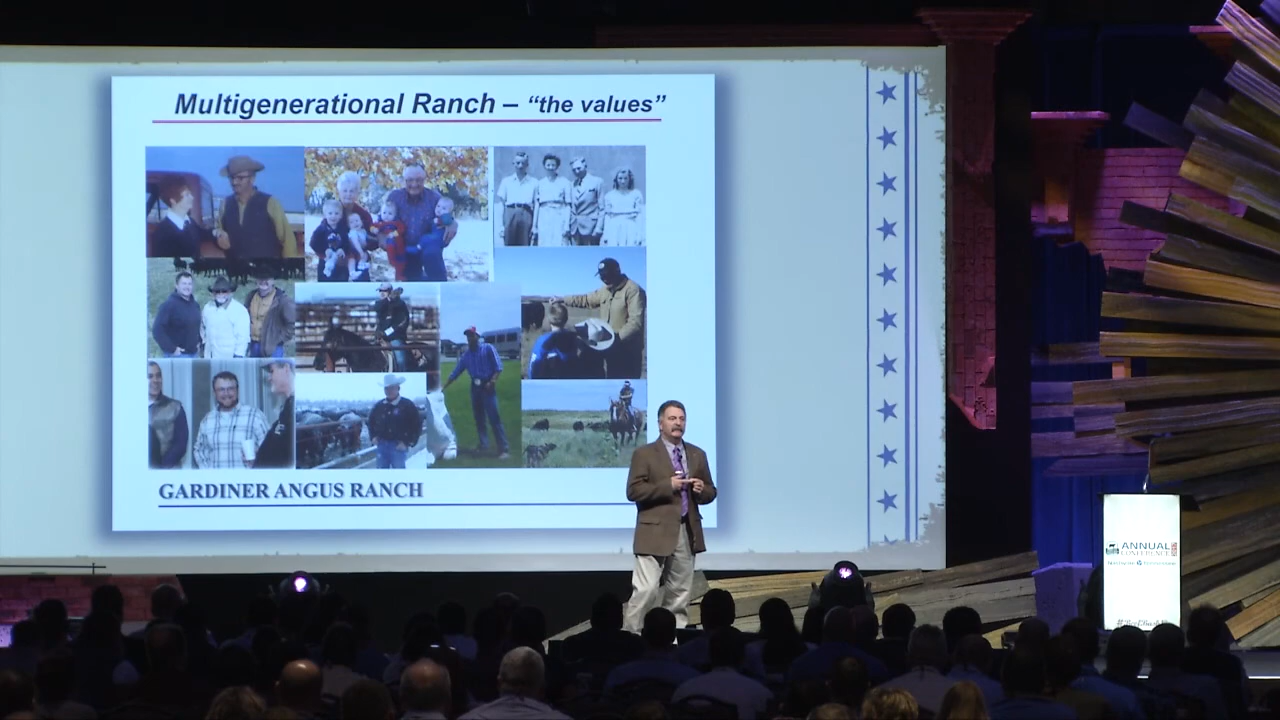 Multigenerational Ranch – “the values”
GARDINER ANGUS RANCH
ANNUAL
CONFERENCE